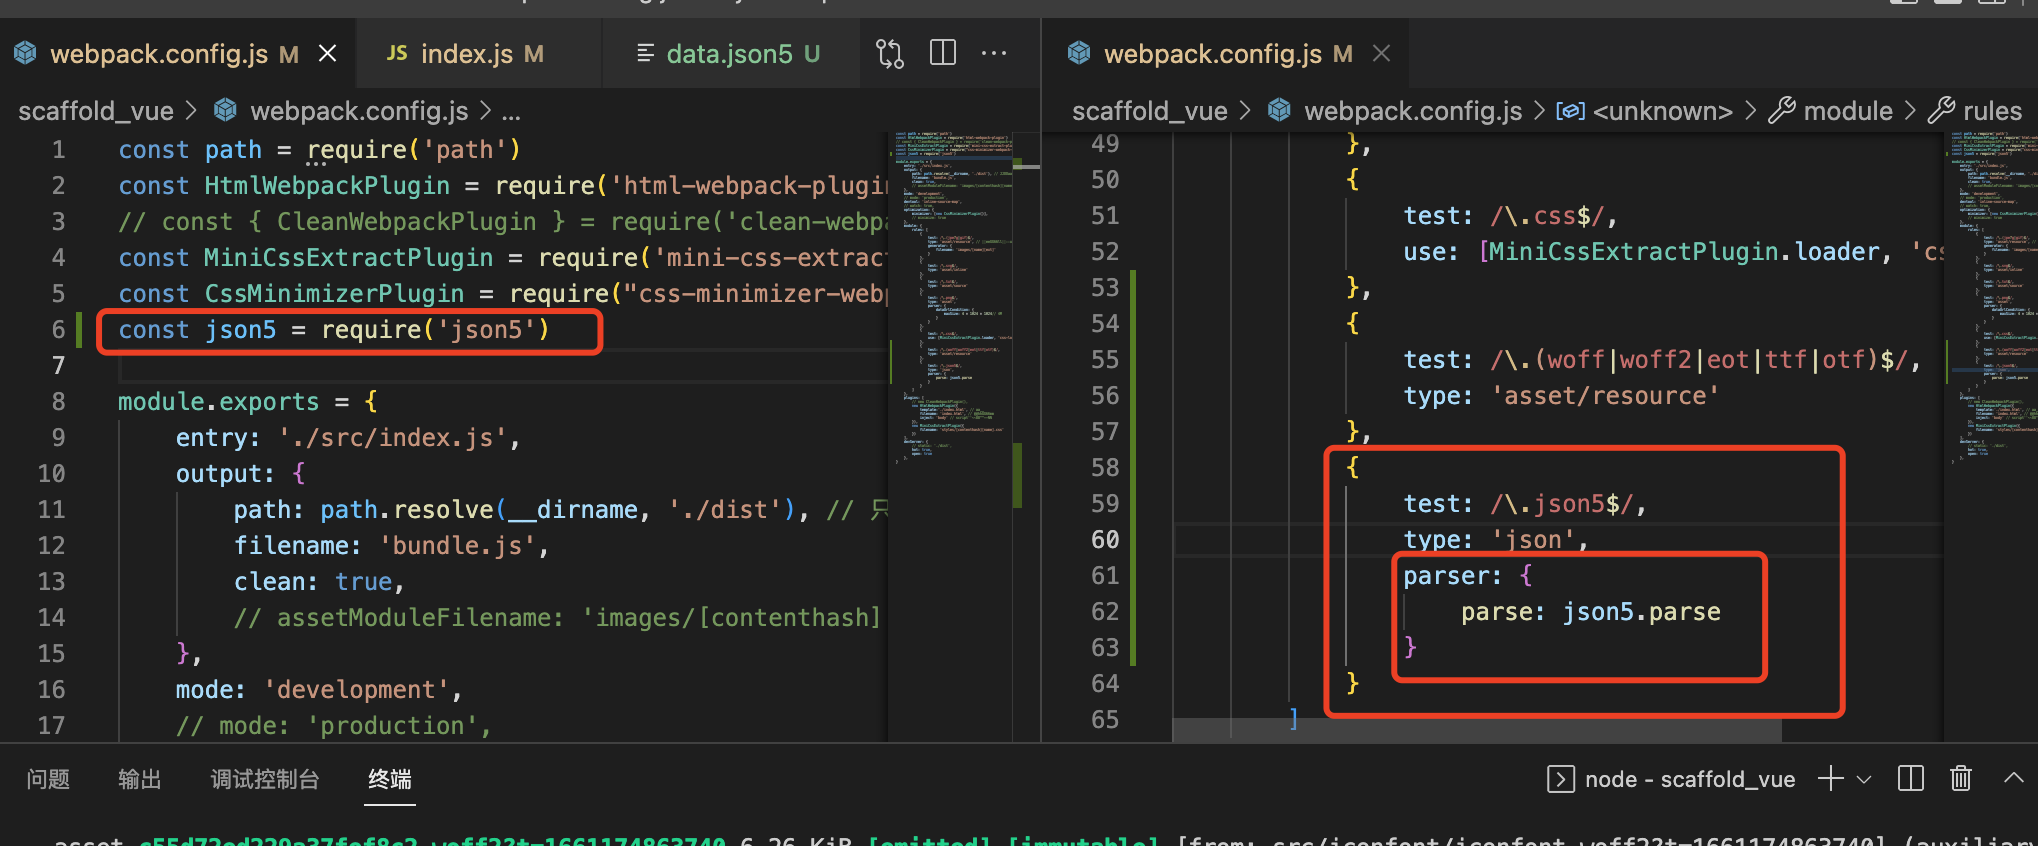 webpack.config.js M
JS index.js M
data.json5 U
scaffold_vue > webpack.config.js > ...
1 const path = require('path')
2 const HtmlWebpackPlugin = require('html-webpack-plugin
3 // const { CleanWebpackPlugin } = require('clean-webpa
4 const MiniCssExtractPlugin = require('mini-css-extract
5 const CssMinimizerPlugin = require("css-minimizer-webp
6 const json5 = require('json5')
7
8 module.exports = {
9 entry: './src/index.js',
10 output: {
11 path: path.resolve(__dirname, './dist'), // 只
12 filename: 'bundle.js',
13 clean: true,
14 // assetModuleFilename: 'images/[contenthash]
15 },
16 mode: 'development',
17 // mode: 'production',
webpack.config.js M
scaffold_vue > webpack.config.js > <unknown> > module > rules
49 },
50 {
51 test: /\.css$/,
52 use: [MiniCssExtractPlugin.loader, 'cs
53 },
54 {
55 test: /\.(woff|woff2|eot|ttf|otf)$/,
56 type: 'asset/resource'
57 },
58 {
59 test: /\.json5$/,
60 type: 'json',
61 parser: {
62 parse: json5.parse
63 }
64 }
65 ]
问题 输出 调试控制台 终端
node - scaffold_vue
asset c55d72ed229a37fef8c2.woff2?t=1661174863740 6.26 KiB [emitted] [immutable] [from: src/iconfont/iconfont.woff2?t=1661174863740] (auxiliary